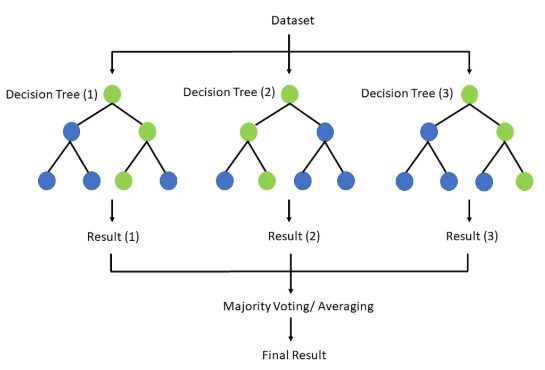 Dataset
Decision Tree (1)
Decision Tree (2)
Decision Tree (3)
Result (1)
Result (2)
Result (3)
Majority Voting/ Averaging
Final Result